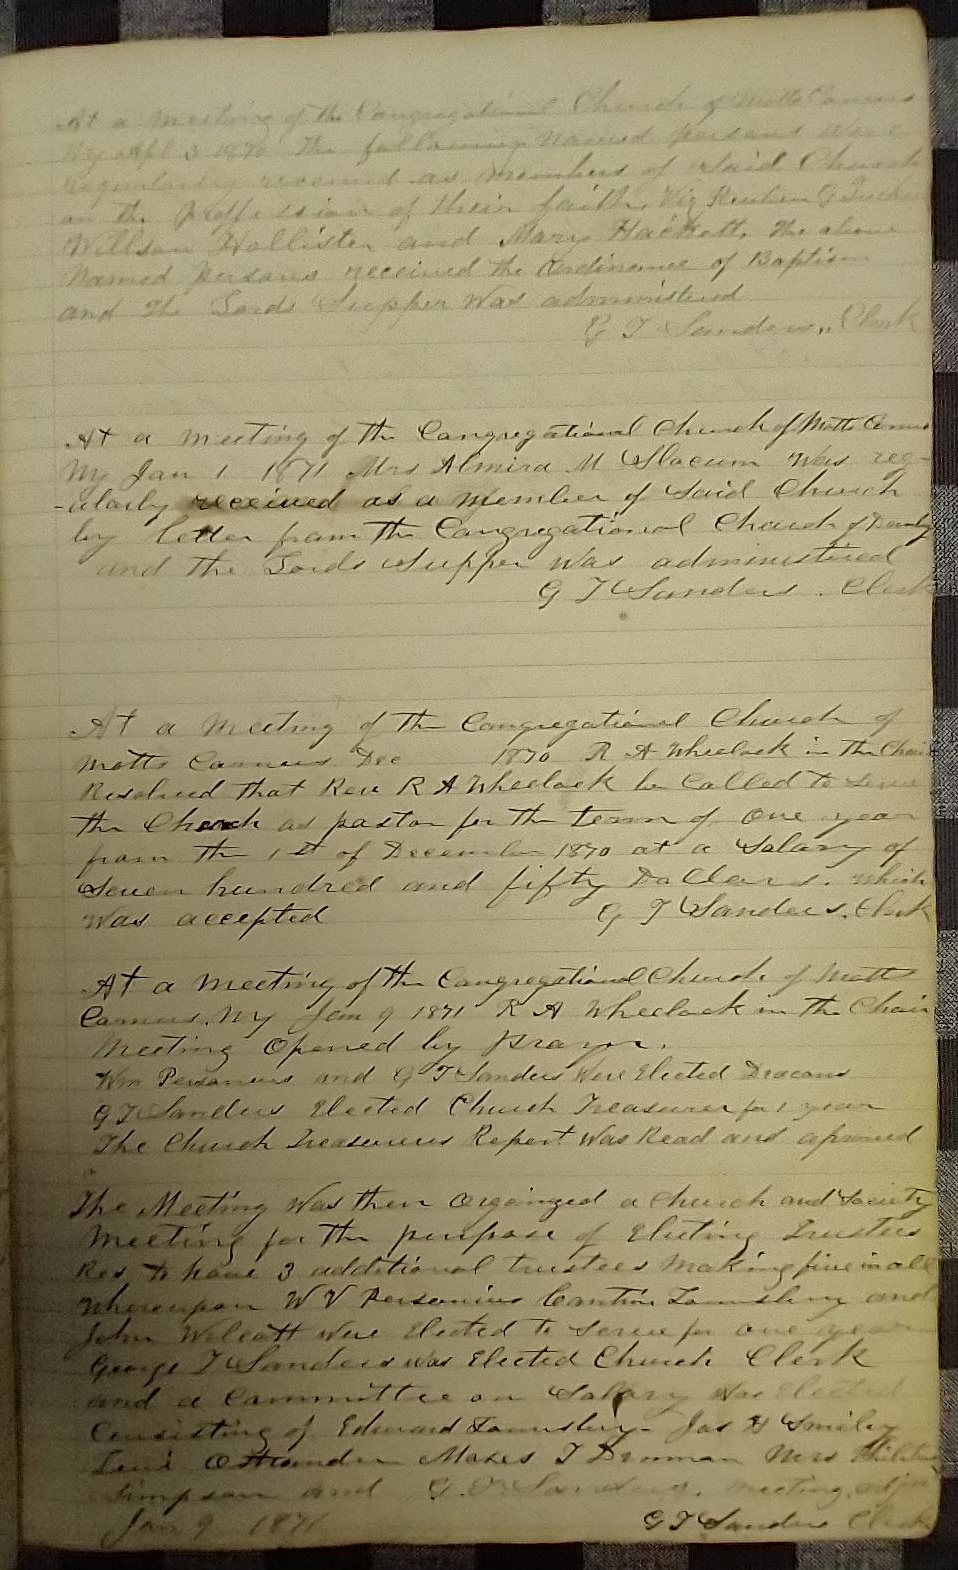 At a Meeting of the Congregational Church of Motts Corners
Ny Apl 3 1870 The following Named persons were
regularly received as members of Said Church
on the proffession of their faith, Viz Reuben G Tucker
Willson Hollister and Mary Hackett. The above
Named persons received the Ordinance of Baptism
and The Lords Supper Was administered
G T Sanders,, Clerk
At a Meeting of the Congregational Church of Motts Corners
Ny Jan 1 1871 Mrs Almira M Slocum Was reg-
-ularly received as a Member of Said Church
by letter from the Congregational Church of Danby
and the Lords Supper Was administered
G T Sanders. Clerk
At a Meeting of the Congregational Church of
Motts Corners Dec 1870 R A Wheelock in the Chair
Resolved that Rev R A Wheelock be Called to serve
the Church as pastor for the term of One year
from the 1st of December 1870 at a Salary of
Seven hundred and fifty Dollars. which
Was accepted G T Sanders. Clerk
At a Meeting of the Congregational Church of Motts
Corners. Ny Jan 9 1871 R A Wheelock in the Chair
Meeting Opened by prayer.
Wm Personius and G T Sanders Were Elected Deacons
G T Sanders Elected Church Treasurer for 1 year
The Church Treasurers Report Was Read and aproved
The Meeting Was then Organized a Church and Society
Meeting for the purpose of Electing Trustees
Res to have 3 additional trustees Making five in all
Whereupon W V Personius Cantine Lounsbery and
John Wolcott Were Elected to Serve for one year
George T Sanders Was Elected Church Clerk
and a Committee on Salary Was Elected
Consisting of Edward Lounsbery - Jas H Smiley
Levi Ostrander Moses T Denman Mrs
Simpson and G. Sanders. Meeting
Jan 9 1871 G T Sanders Clerk